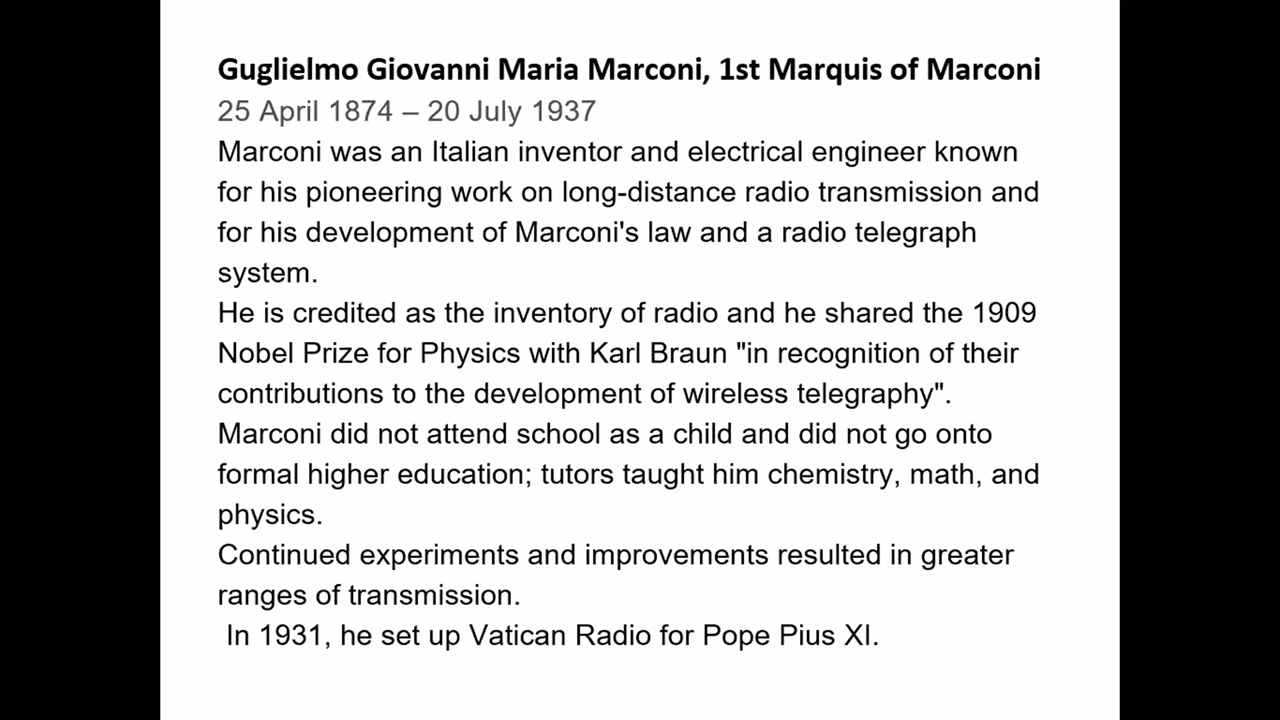 Guglielmo Giovanni Maria Marconi, 1st Marquis of Marconi
25 April 1874 – 20 July 1937
Marconi was an Italian inventor and electrical engineer known
for his pioneering work on long-distance radio transmission and
for his development of Marconi's law and a radio telegraph
system.
He is credited as the inventory of radio and he shared the 1909
Nobel Prize for Physics with Karl Braun "in recognition of their
contributions to the development of wireless telegraphy".
Marconi did not attend school as a child and did not go onto
formal higher education; tutors taught him chemistry, math, and
physics.
Continued experiments and improvements resulted in greater
ranges of transmission.
In 1931, he set up Vatican Radio for Pope Pius XI.